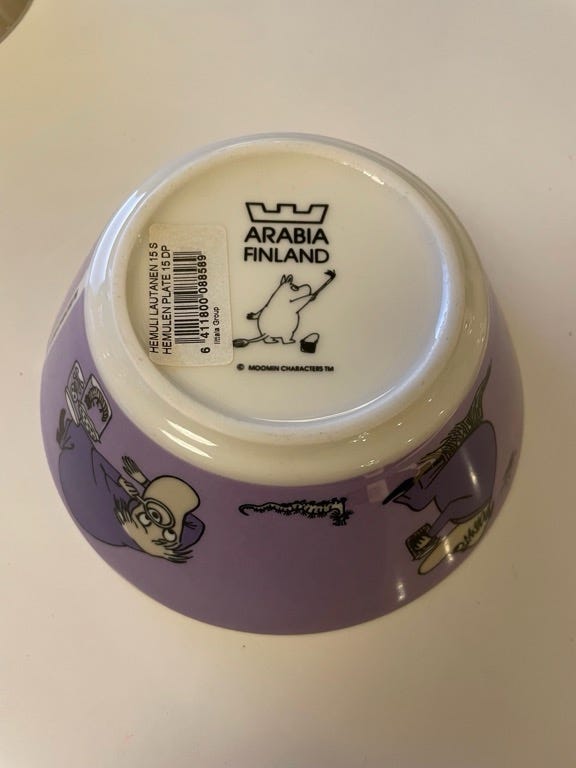 HEMULI LAUTANEN 15 S
HEMULEN PLATE 15 DP
6 411800 088589
Iittala Group
ARABIA
FINLAND
© MOOMIN CHARACTERS TM